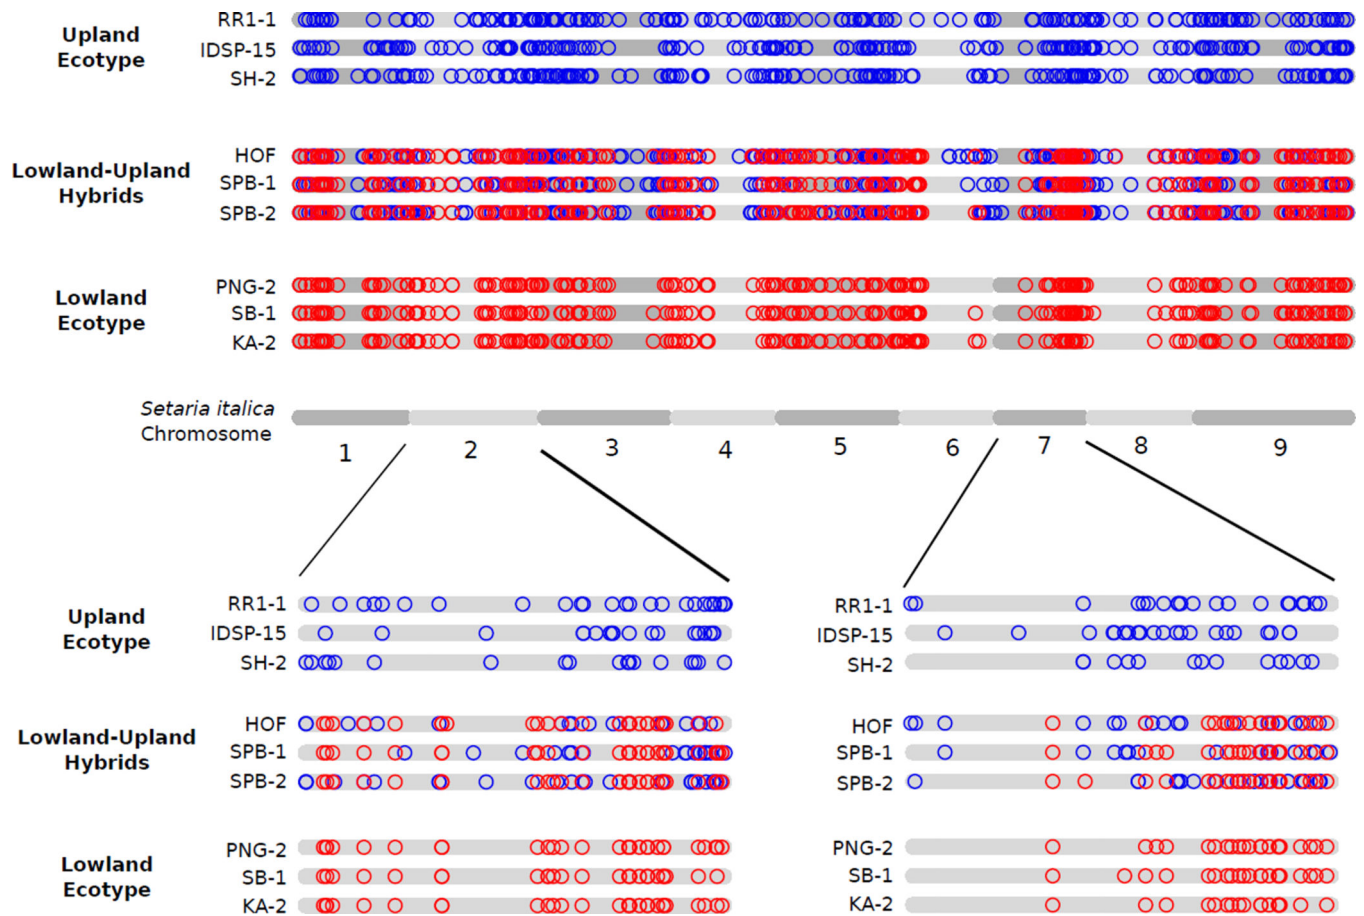 Upland
Ecotype
RR1-1
IDSP-15
SH-2
Lowland-Upland
Hybrids
HOF
SPB-1
SPB-2
Lowland
Ecotype
PNG-2
SB-1
KA-2
Setaria italica
Chromosome
1 2 3 4 5 6 7 8 9
Upland
Ecotype
RR1-1
IDSP-15
SH-2
Lowland-Upland
Hybrids
HOF
SPB-1
SPB-2
Lowland
Ecotype
PNG-2
SB-1
KA-2
RR1-1
IDSP-15
SH-2
HOF
SPB-1
SPB-2
PNG-2
SB-1
KA-2